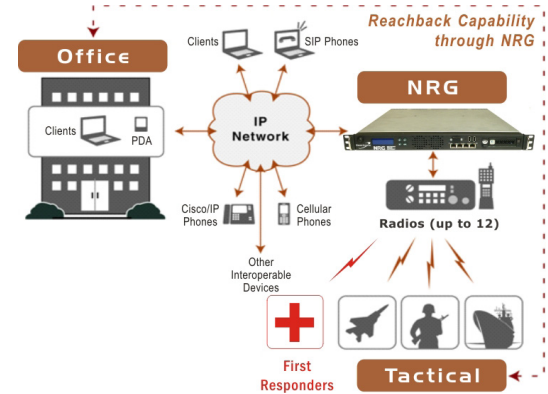 Reachback Capability
through NRG
Office
Clients
SIP Phones
NRG
Clients
PDA
IP
Network
NRG
Cisco/IP
Phones
Cellular
Phones
Radios (up to 12)
Other
Interoperable
Devices
First
Responders
Tactical